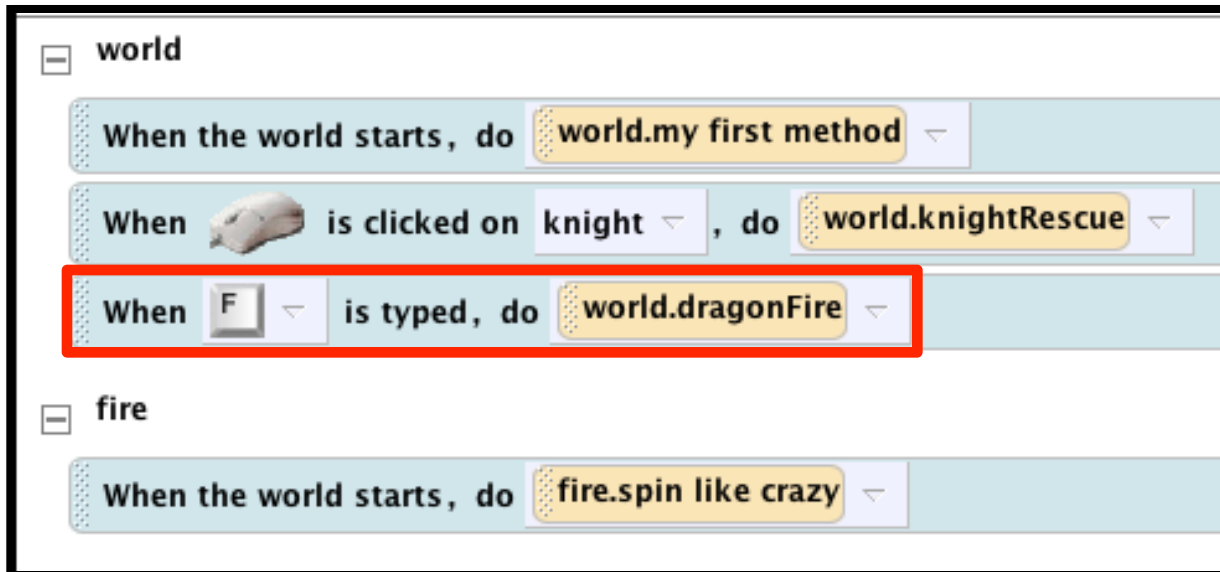 world
When the world starts, do world.my first method
When is clicked on knight , do world.knightRescue
When F is typed, do world.dragonFire
fire
When the world starts, do fire.spin like crazy